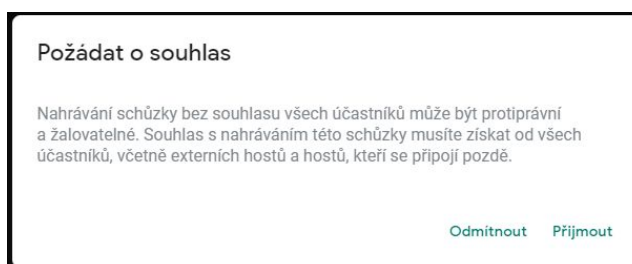 Požádat o souhlas
Nahrávání schůzky bez souhlasu všech účastníků může být protiprávní
a žalovatelné. Souhlas s nahráváním této schůzky musíte získat od všech
účastníků, včetně externích hostů a hostů, kteří se připojí pozdě.
Odmítnout Přijmout